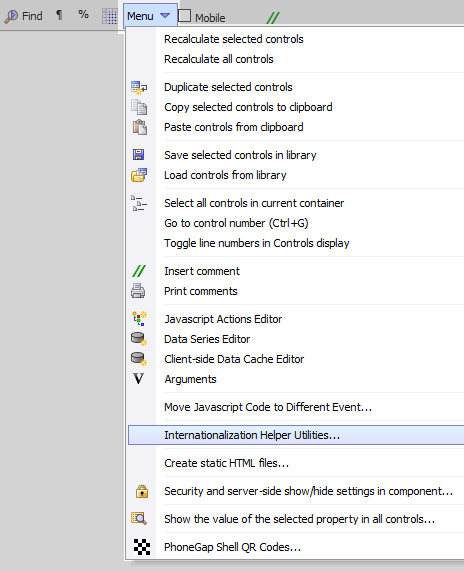 Find ¶ % Menu Mobile //
Recalculate selected controls
Recalculate all controls
Duplicate selected controls
Copy selected controls to clipboard
Paste controls from clipboard
Save selected controls in library
Load controls from library
Select all controls in current container
Go to control number (Ctrl+G)
Toggle line numbers in Controls display
// Insert comment
Print comments
Javascript Actions Editor
Data Series Editor
Client-side Data Cache Editor
V Arguments
Move Javascript Code to Different Event...
Internationalization Helper Utilities...
Create static HTML files...
Security and server-side show/hide settings in component...
Show the value of the selected property in all controls...
PhoneGap Shell QR Codes...